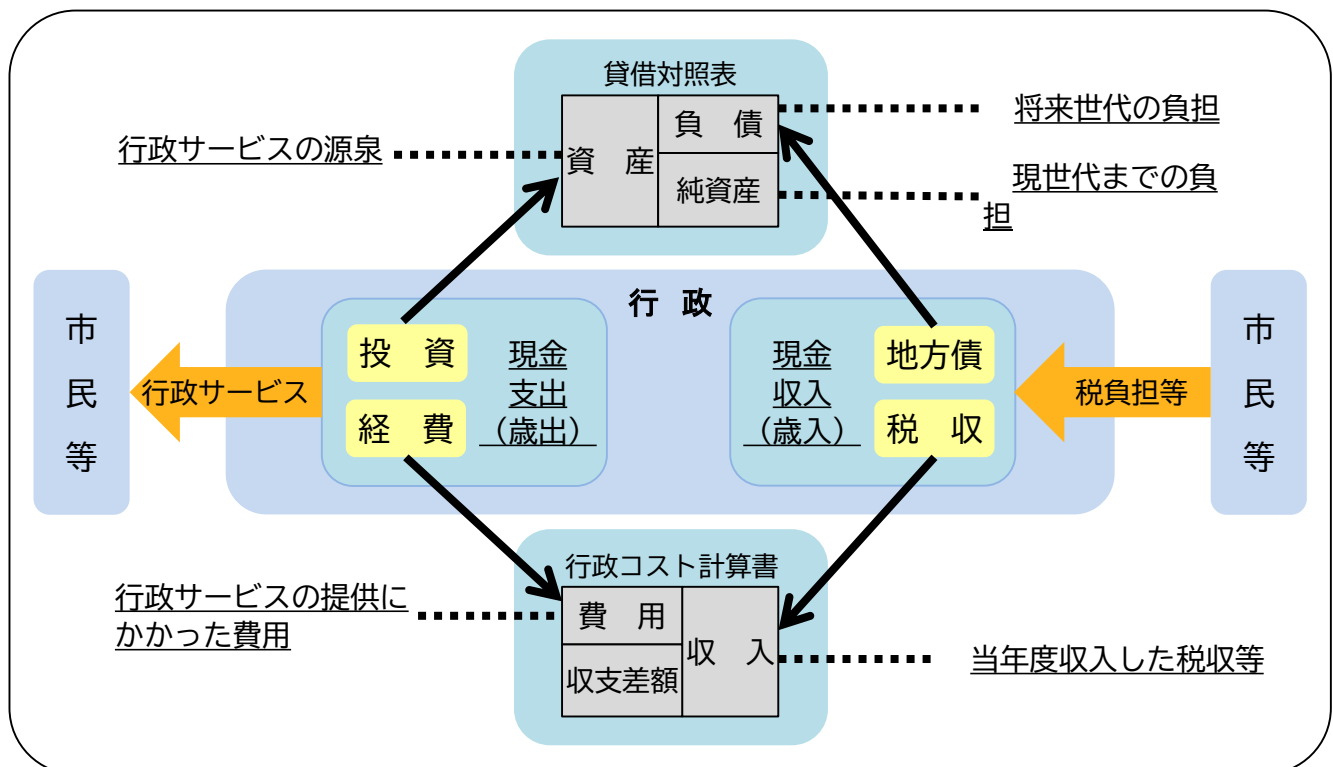 貸借対照表
資　産
負　債
純資産
行政サービスの源泉
将来世代の負担
現世代までの負
担
行 政
市
民
等
行政サービス
投　資
経　費
現金
支出
（歳出）
現金
収入
（歳入）
地方債
税　収
税負担等
市
民
等
行政コスト計算書
費　用
収支差額
収　入
行政サービスの提供に
かかった費用
当年度収入した税収等